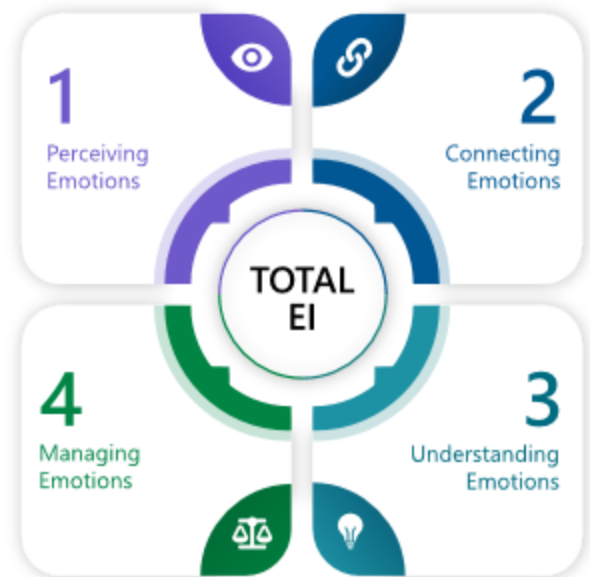 1
Perceiving
Emotions
2
Connecting
Emotions
TOTAL
EI
4
Managing
Emotions
3
Understanding
Emotions